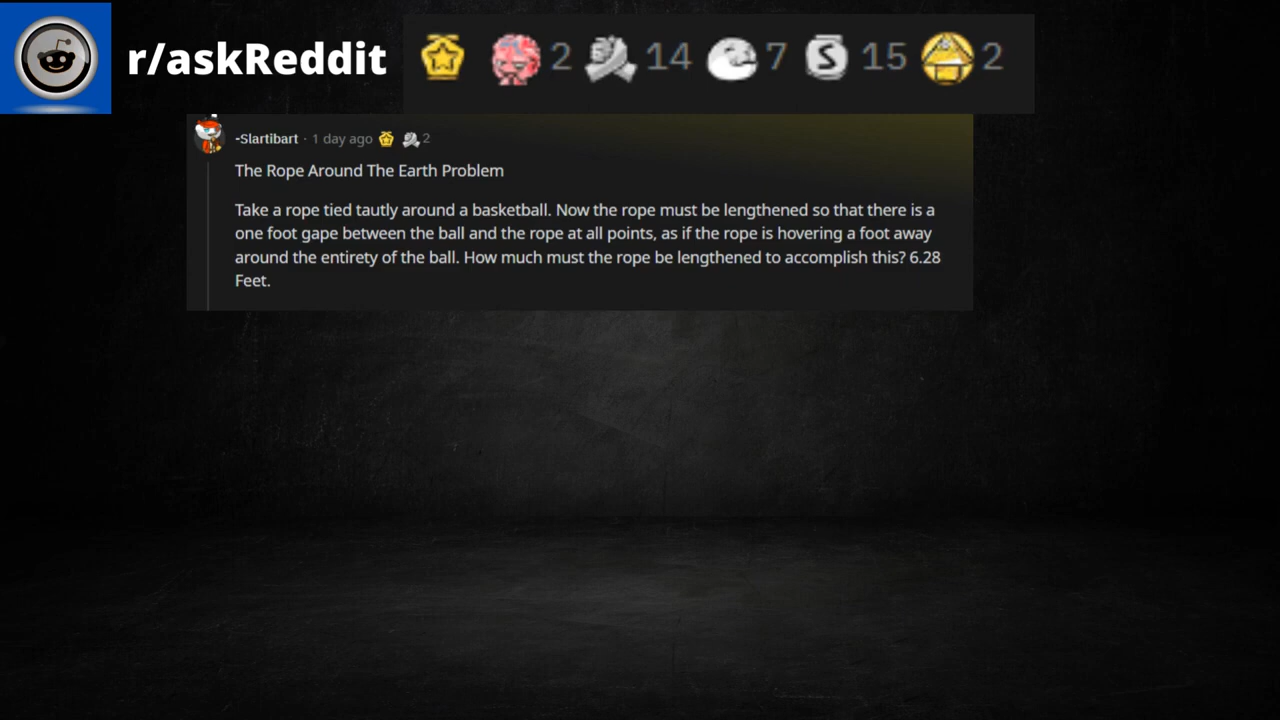 r/askReddit
2 14 7 S 15 2
-Slartibart · 1 day ago 2
The Rope Around The Earth Problem
Take a rope tied tautly around a basketball. Now the rope must be lengthened so that there is a
one foot gape between the ball and the rope at all points, as if the rope is hovering a foot away
around the entirety of the ball. How much must the rope be lengthened to accomplish this? 6.28
Feet.